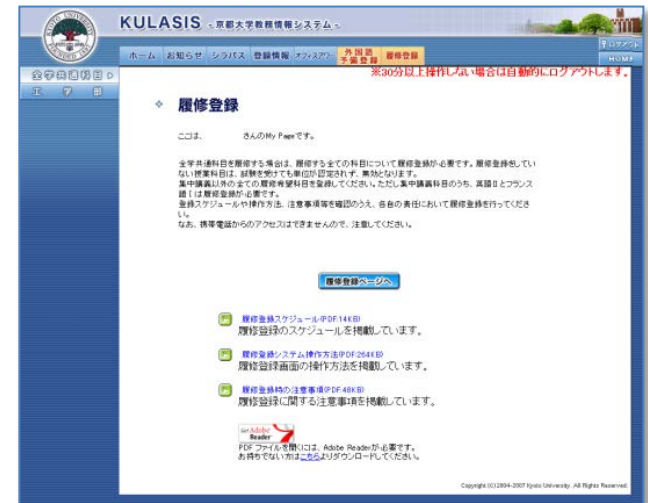 KULASIS -京都大学教務情報システム-
ログアウト
ホーム お知らせ シラバス 登録情報 オフィスアワー 外国語予備登録 履修登録
HOME
※30分以上操作しない場合は自動的にログアウトします。
全学共通科目
工 学 部
履修登録
ここは、 さんのMy Pageです。
全学共通科目を履修する場合は、履修する全ての科目について履修登録が必要です。履修登録をしてい
ない授業科目は、試験を受けても単位が認定されず、無効となります。
集中講義以外の全ての履修希望科目を登録してください。ただし集中講義科目のうち、英語Ⅱとフランス
語Ⅰは履修登録が必要です。
登録スケジュールや操作方法、注意事項等を確認のうえ、各自の責任において履修登録を行ってくださ
い。
なお、携帯電話からのアクセスはできませんので、注意してください。
履修登録ページへ
履修登録スケジュール(PDF:14KB)
履修登録のスケジュールを掲載しています。
履修登録システム操作方法(PDF:264KB)
履修登録画面の操作方法を掲載しています。
履修登録時の注意事項(PDF:48KB)
履修登録に関する注意事項を掲載しています。
Get Adobe
Reader
PDF ファイルを開くには、Adobe Readerが必要です。
お持ちでない方はこちらよりダウンロードしてください。
Copyright (C)2004-2007 Kyoto University. All Rights Reserved.